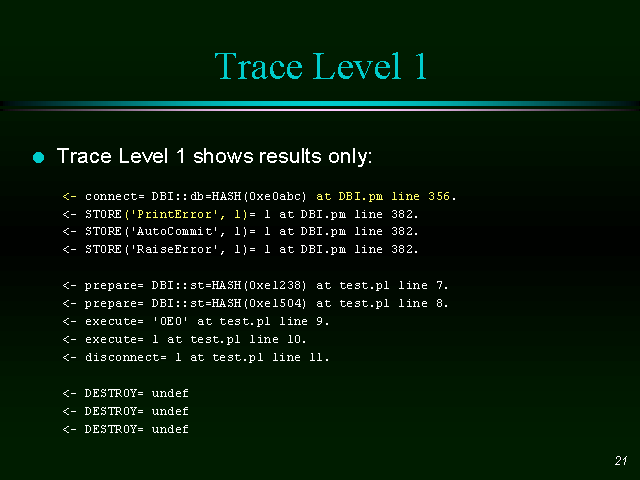 Trace Level 1
Trace Level 1 shows results only:
<- connect= DBI::db=HASH(0xe0abc) at DBI.pm line 356.
<- STORE('PrintError', 1)= 1 at DBI.pm line 382.
<- STORE('AutoCommit', 1)= 1 at DBI.pm line 382.
<- STORE('RaiseError', 1)= 1 at DBI.pm line 382.
<- prepare= DBI::st=HASH(0xe1238) at test.pl line 7.
<- prepare= DBI::st=HASH(0xe1504) at test.pl line 8.
<- execute= '0E0' at test.pl line 9.
<- execute= 1 at test.pl line 10.
<- disconnect= 1 at test.pl line 11.
<- DESTROY= undef
<- DESTROY= undef
<- DESTROY= undef
21